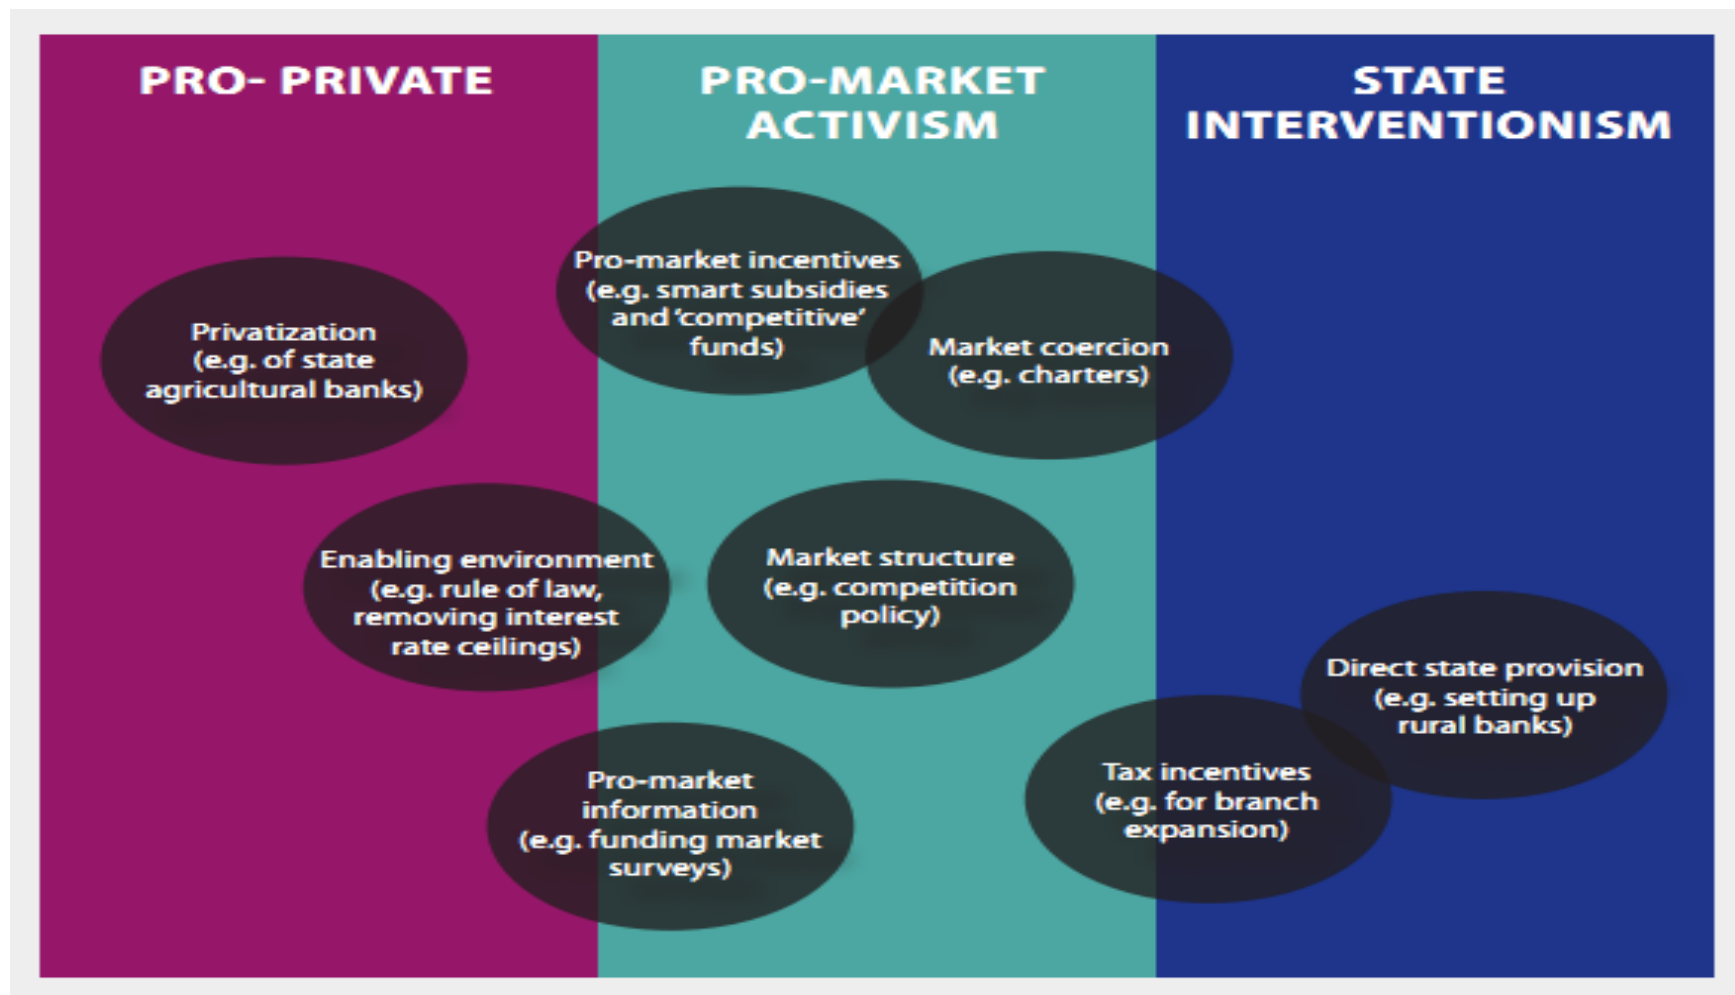 PRO- PRIVATE
PRO-MARKET
ACTIVISM
STATE
INTERVENTIONISM
Privatization
(e.g. of state
agricultural banks)
Pro-market incentives
(e.g. smart subsidies
and ‘competitive’
funds)
Market coercion
(e.g. charters)
Enabling environment
(e.g. rule of law,
removing interest
rate ceilings)
Market structure
(e.g. competition
policy)
Direct state provision
(e.g. setting up
rural banks)
Pro-market
information
(e.g. funding market
surveys)
Tax incentives
(e.g. for branch
expansion)